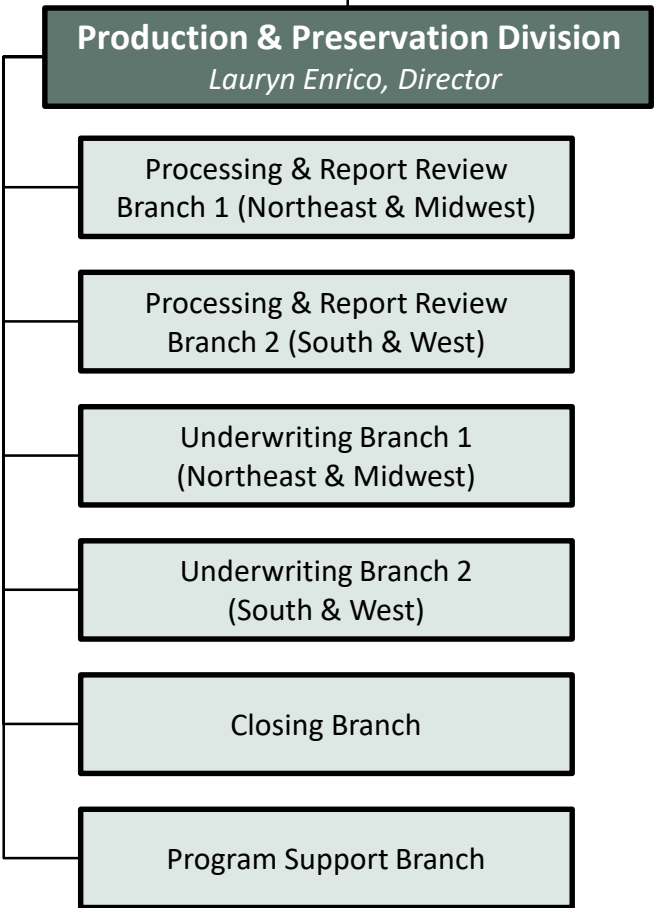 Production & Preservation Division
Lauryn Enrico, Director
Processing & Report Review
Branch 1 (Northeast & Midwest)
Processing & Report Review
Branch 2 (South & West)
Underwriting Branch 1
(Northeast & Midwest)
Underwriting Branch 2
(South & West)
Closing Branch
Program Support Branch